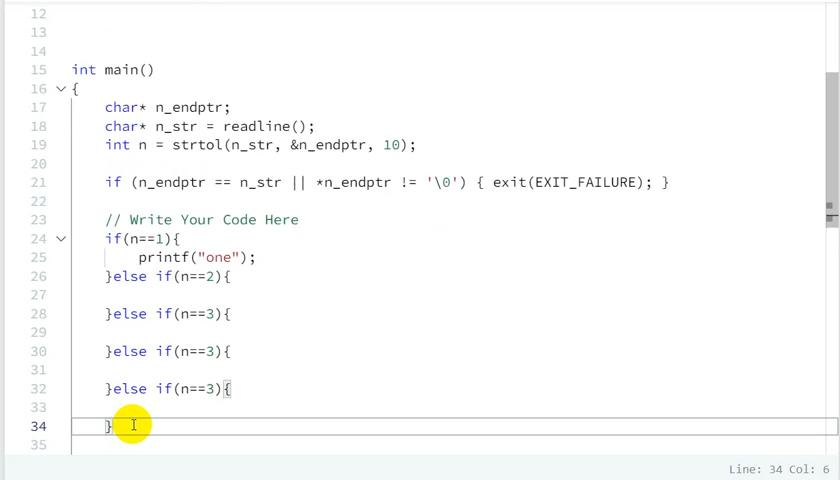 12
13
14
15 int main()
16 {
17 char* n_endptr;
18 char* n_str = readline();
19 int n = strtol(n_str, &n_endptr, 10);
20
21 if (n_endptr == n_str || *n_endptr != '\0') { exit(EXIT_FAILURE); }
22
23 // Write Your Code Here
24 if(n==1){
25 printf("one");
26 }else if(n==2){
27
28 }else if(n==3){
29
30 }else if(n==3){
31
32 }else if(n==3){
33
34 }
35
Line: 34 Col: 6